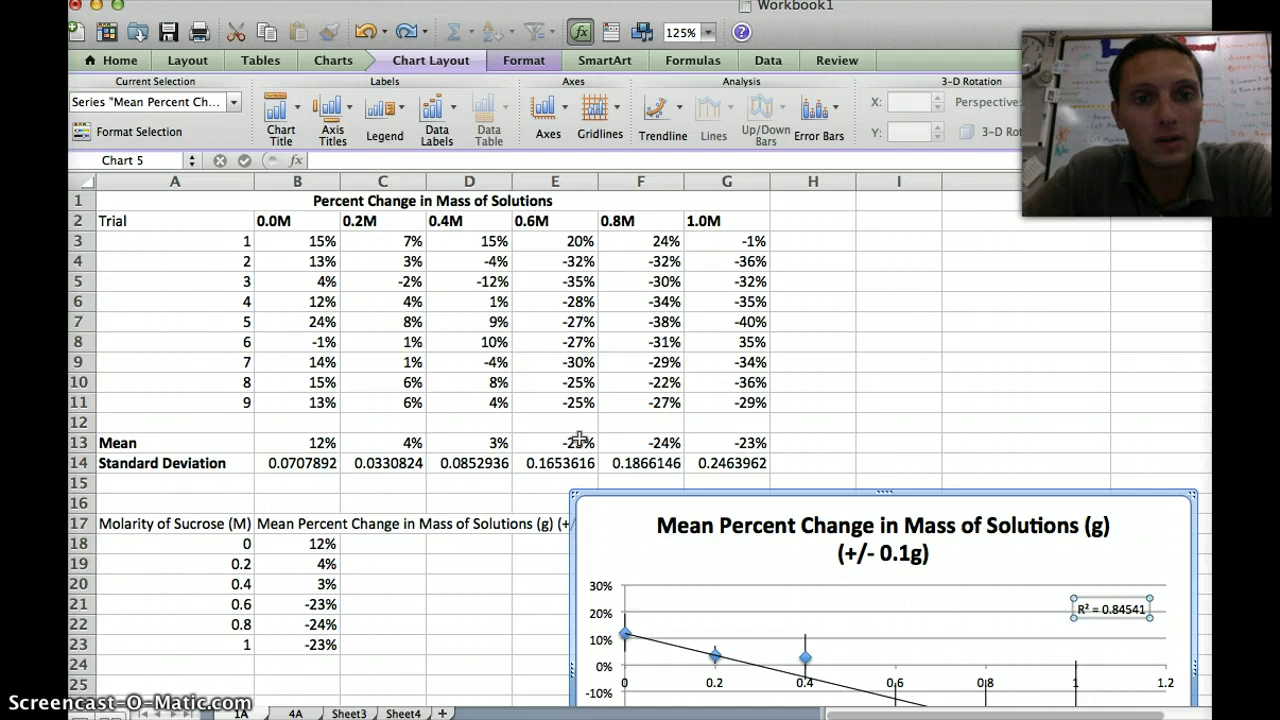 Workbook1
125%
Home Layout Tables Charts Chart Layout Format SmartArt Formulas Data Review
Current Selection Labels Axes Analysis 3-D Rotation
Series "Mean Percent Ch...
Format Selection
Chart Title
Axis Titles
Legend
Data Labels
Data Table
Axes
Gridlines
Trendline
Lines
Up/Down Bars
Error Bars
X: Perspective:
Y: 3-D Rot
Chart 5 fx
A B C D E F G H I
1 Percent Change in Mass of Solutions
2 Trial 0.0M 0.2M 0.4M 0.6M 0.8M 1.0M
3 1 15% 7% 15% 20% 24% -1%
4 2 13% 3% -4% -32% -32% -36%
5 3 4% -2% -12% -35% -30% -32%
6 4 12% 4% 1% -28% -34% -35%
7 5 24% 8% 9% -27% -38% -40%
8 6 -1% 1% 10% -27% -31% 35%
9 7 14% 1% -4% -30% -29% -34%
10 8 15% 6% 8% -25% -22% -36%
11 9 13% 6% 4% -25% -27% -29%
12
13 Mean 12% 4% 3% -23% -24% -23%
14 Standard Deviation 0.0707892 0.0330824 0.0852936 0.1653616 0.1866146 0.2463962
15
16
17 Molarity of Sucrose (M) Mean Percent Change in Mass of Solutions (g) (+/
18 0 12%
19 0.2 4%
20 0.4 3%
21 0.6 -23%
22 0.8 -24%
23 1 -23%
24
25
Mean Percent Change in Mass of Solutions (g)
(+/- 0.1g)
30%
R² = 0.84541
20%
10%
0%
0 0.2 0.4 0.6 0.8 1 1.2
-10%
Screencast-O-Matic.com
1A 4A Sheet3 Sheet4 +